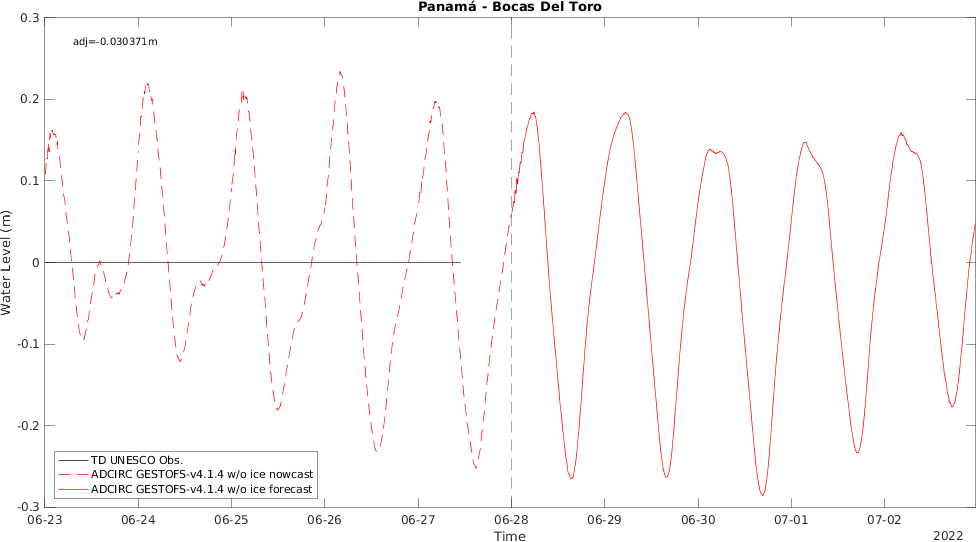 Panamá - Bocas Del Toro
0.3
adj=-0.030371m
0.2
0.1
0
-0.1
-0.2
-0.3
Water Level (m)
TD UNESCO Obs.
ADCIRC GESTOFS-v4.1.4 w/o ice nowcast
ADCIRC GESTOFS-v4.1.4 w/o ice forecast
06-23 06-24 06-25 06-26 06-27 06-28 06-29 06-30 07-01 07-02
Time
2022